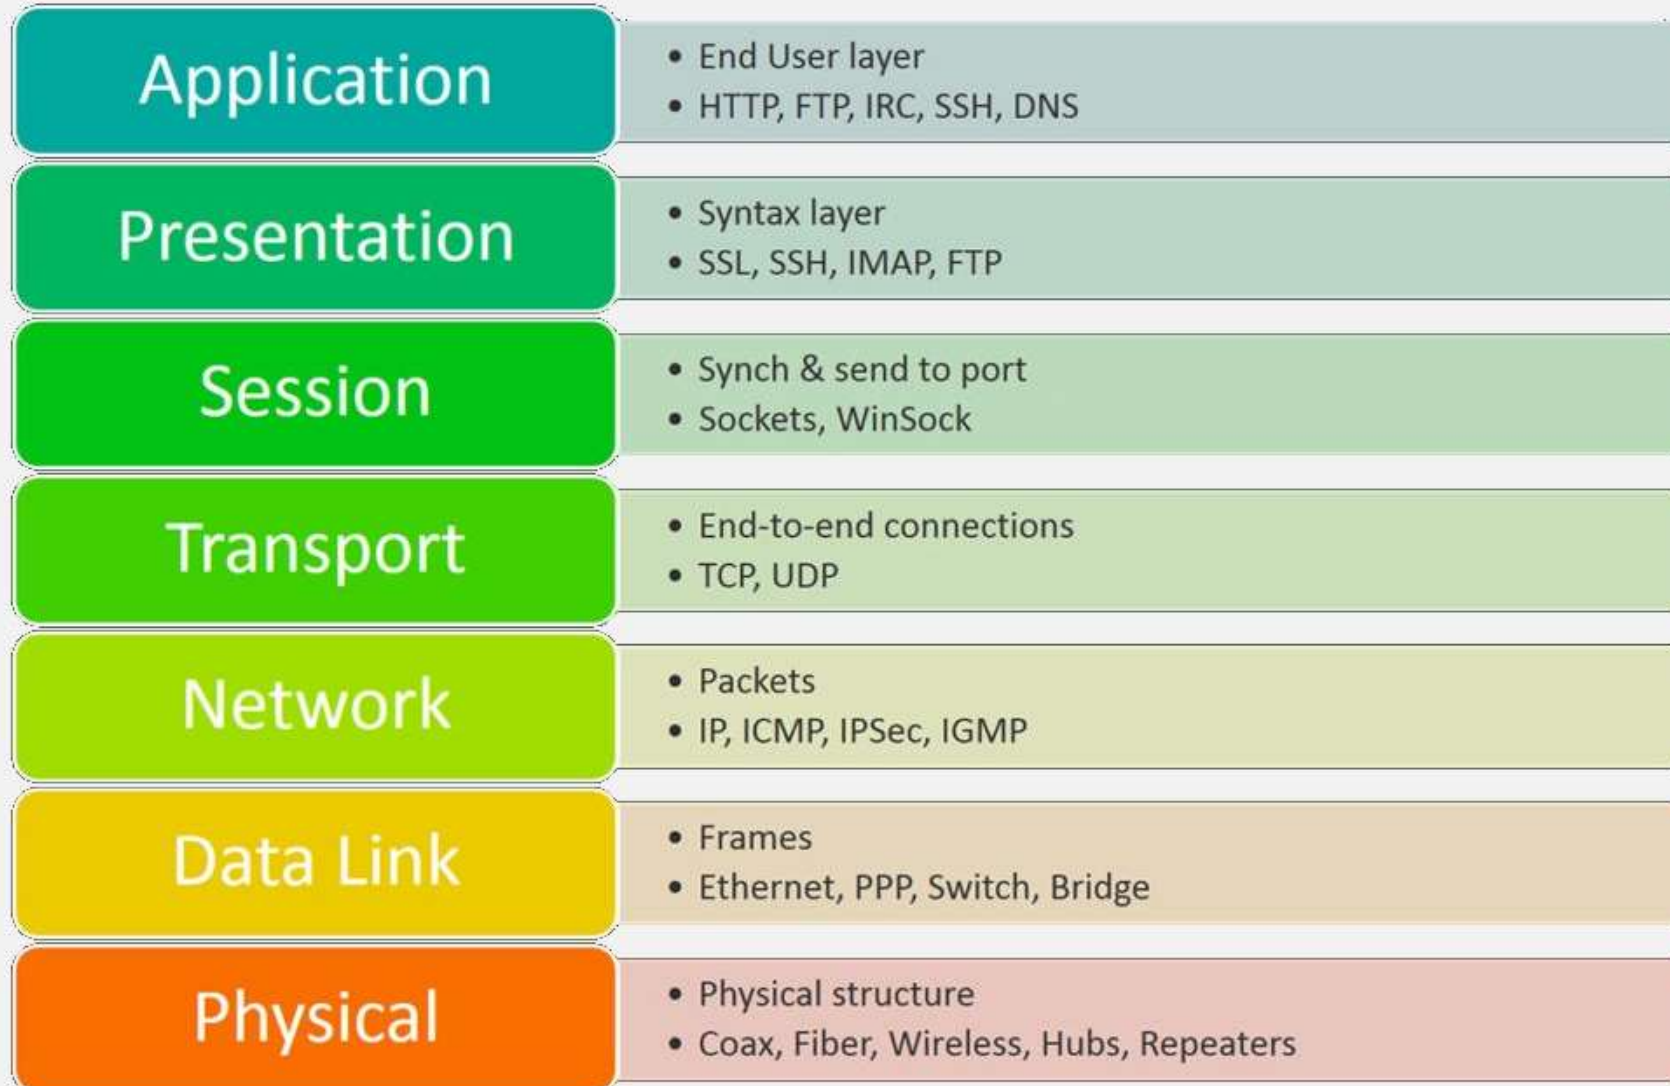 Application
• End User layer
• HTTP, FTP, IRC, SSH, DNS
Presentation
• Syntax layer
• SSL, SSH, IMAP, FTP
Session
• Synch & send to port
• Sockets, WinSock
Transport
• End-to-end connections
• TCP, UDP
Network
• Packets
• IP, ICMP, IPSec, IGMP
Data Link
• Frames
• Ethernet, PPP, Switch, Bridge
Physical
• Physical structure
• Coax, Fiber, Wireless, Hubs, Repeaters